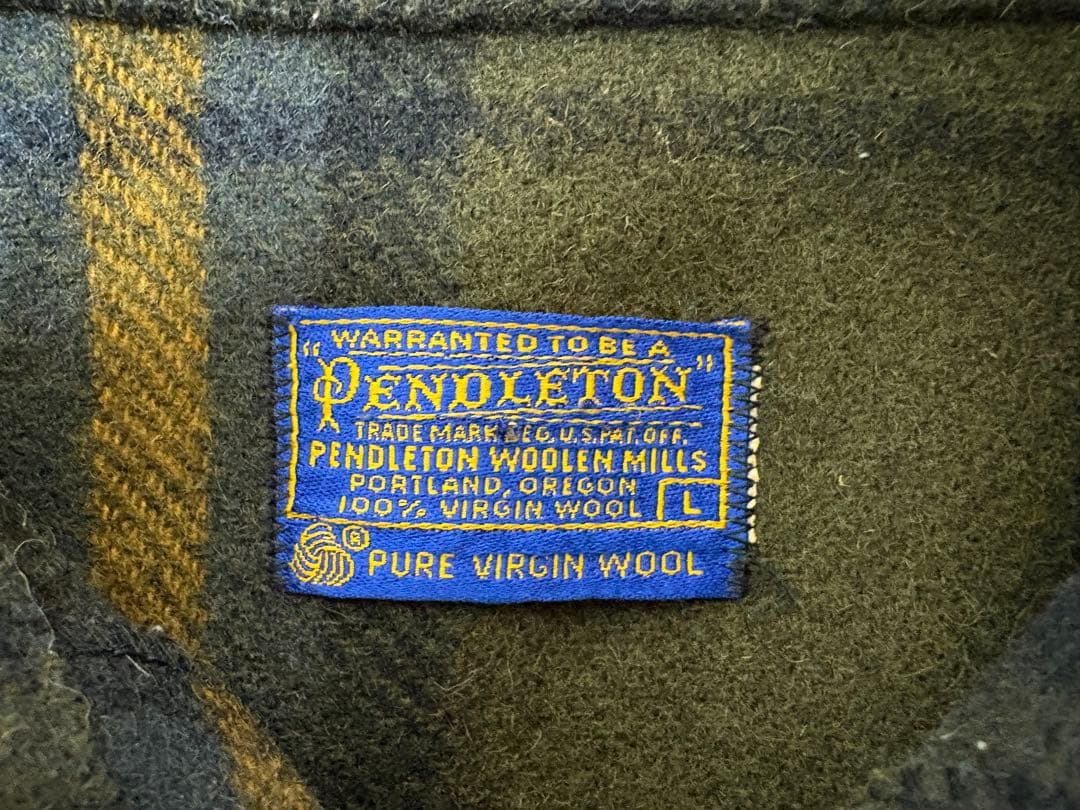 WARRANTED TO BE A
"PENDLETON"
TRADE MARK REG. U.S. PAT. OFF.
PENDLETON WOOLEN MILLS
PORTLAND, OREGON
100% VIRGIN WOOL L
® PURE VIRGIN WOOL